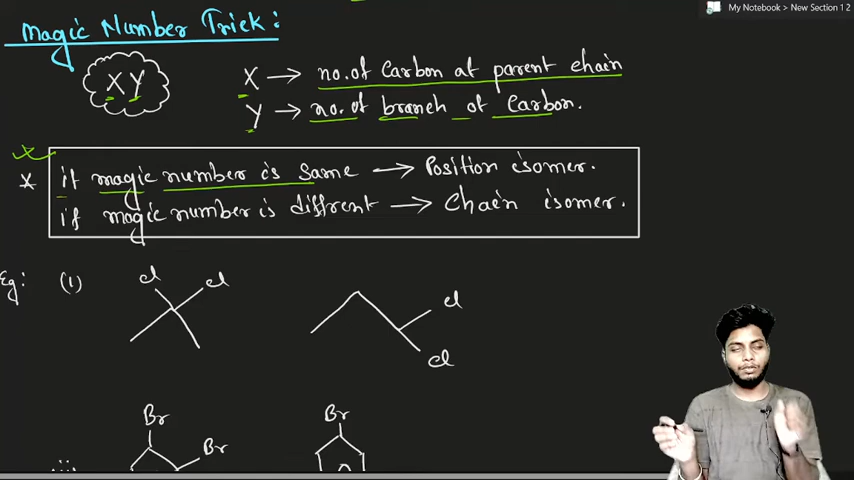 My Notebook > New Section 1 2
Magic Number Trick:
XY
X → no. of Carbon at parent chain
Y → no. of branch of Carbon.
* if magic number is same → Position isomer.
if magic number is diffrent → Chain isomer.
Eg: (1)
cl cl
cl
cl
Br
Br
Br